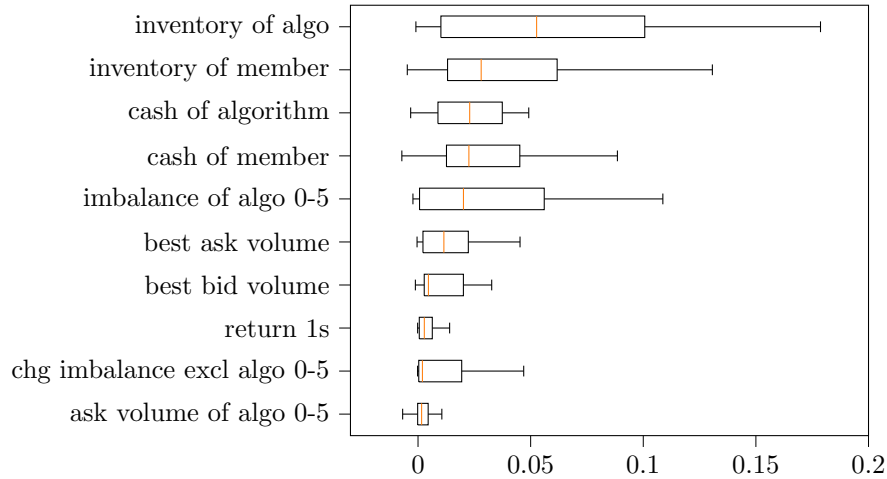 inventory of algo
inventory of member
cash of algorithm
cash of member
imbalance of algo 0-5
best ask volume
best bid volume
return 1s
chg imbalance excl algo 0-5
ask volume of algo 0-5
0 0.05 0.1 0.15 0.2